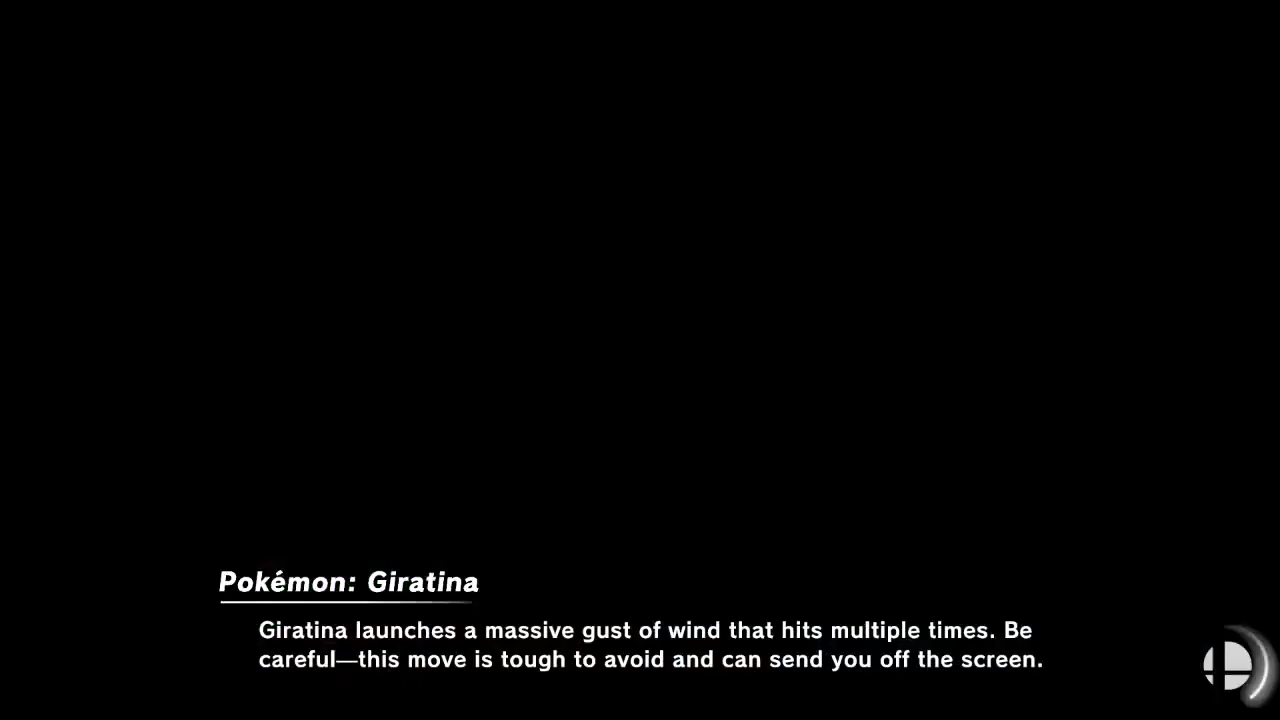 Pokémon: Giratina
Giratina launches a massive gust of wind that hits multiple times. Be
careful—this move is tough to avoid and can send you off the screen.